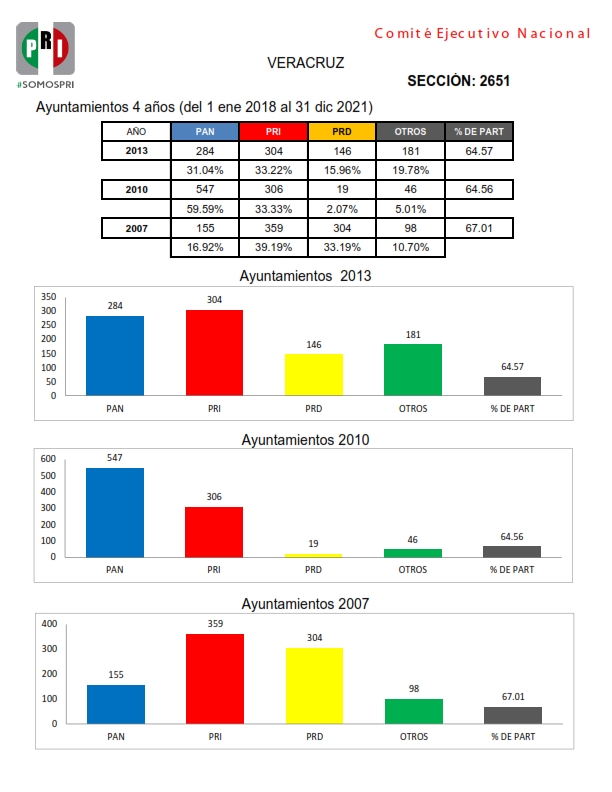 Comité Ejecutivo Nacional
PRI
#SOMOSPRI
VERACRUZ
SECCIÓN: 2651
Ayuntamientos 4 años (del 1 ene 2018 al 31 dic 2021)
AÑO PAN PRI PRD OTROS % DE PART
2013 284 304 146 181 64.57
31.04% 33.22% 15.96% 19.78%
2010 547 306 19 46 64.56
59.59% 33.33% 2.07% 5.01%
2007 155 359 304 98 67.01
16.92% 39.19% 33.19% 10.70%
Ayuntamientos 2013
350
300
250
200
150
100
50
0
284 304 146 181 64.57
PAN PRI PRD OTROS % DE PART
Ayuntamientos 2010
600
500
400
300
200
100
0
547 306 19 46 64.56
PAN PRI PRD OTROS % DE PART
Ayuntamientos 2007
400
300
200
100
0
155 359 304 98 67.01
PAN PRI PRD OTROS % DE PART